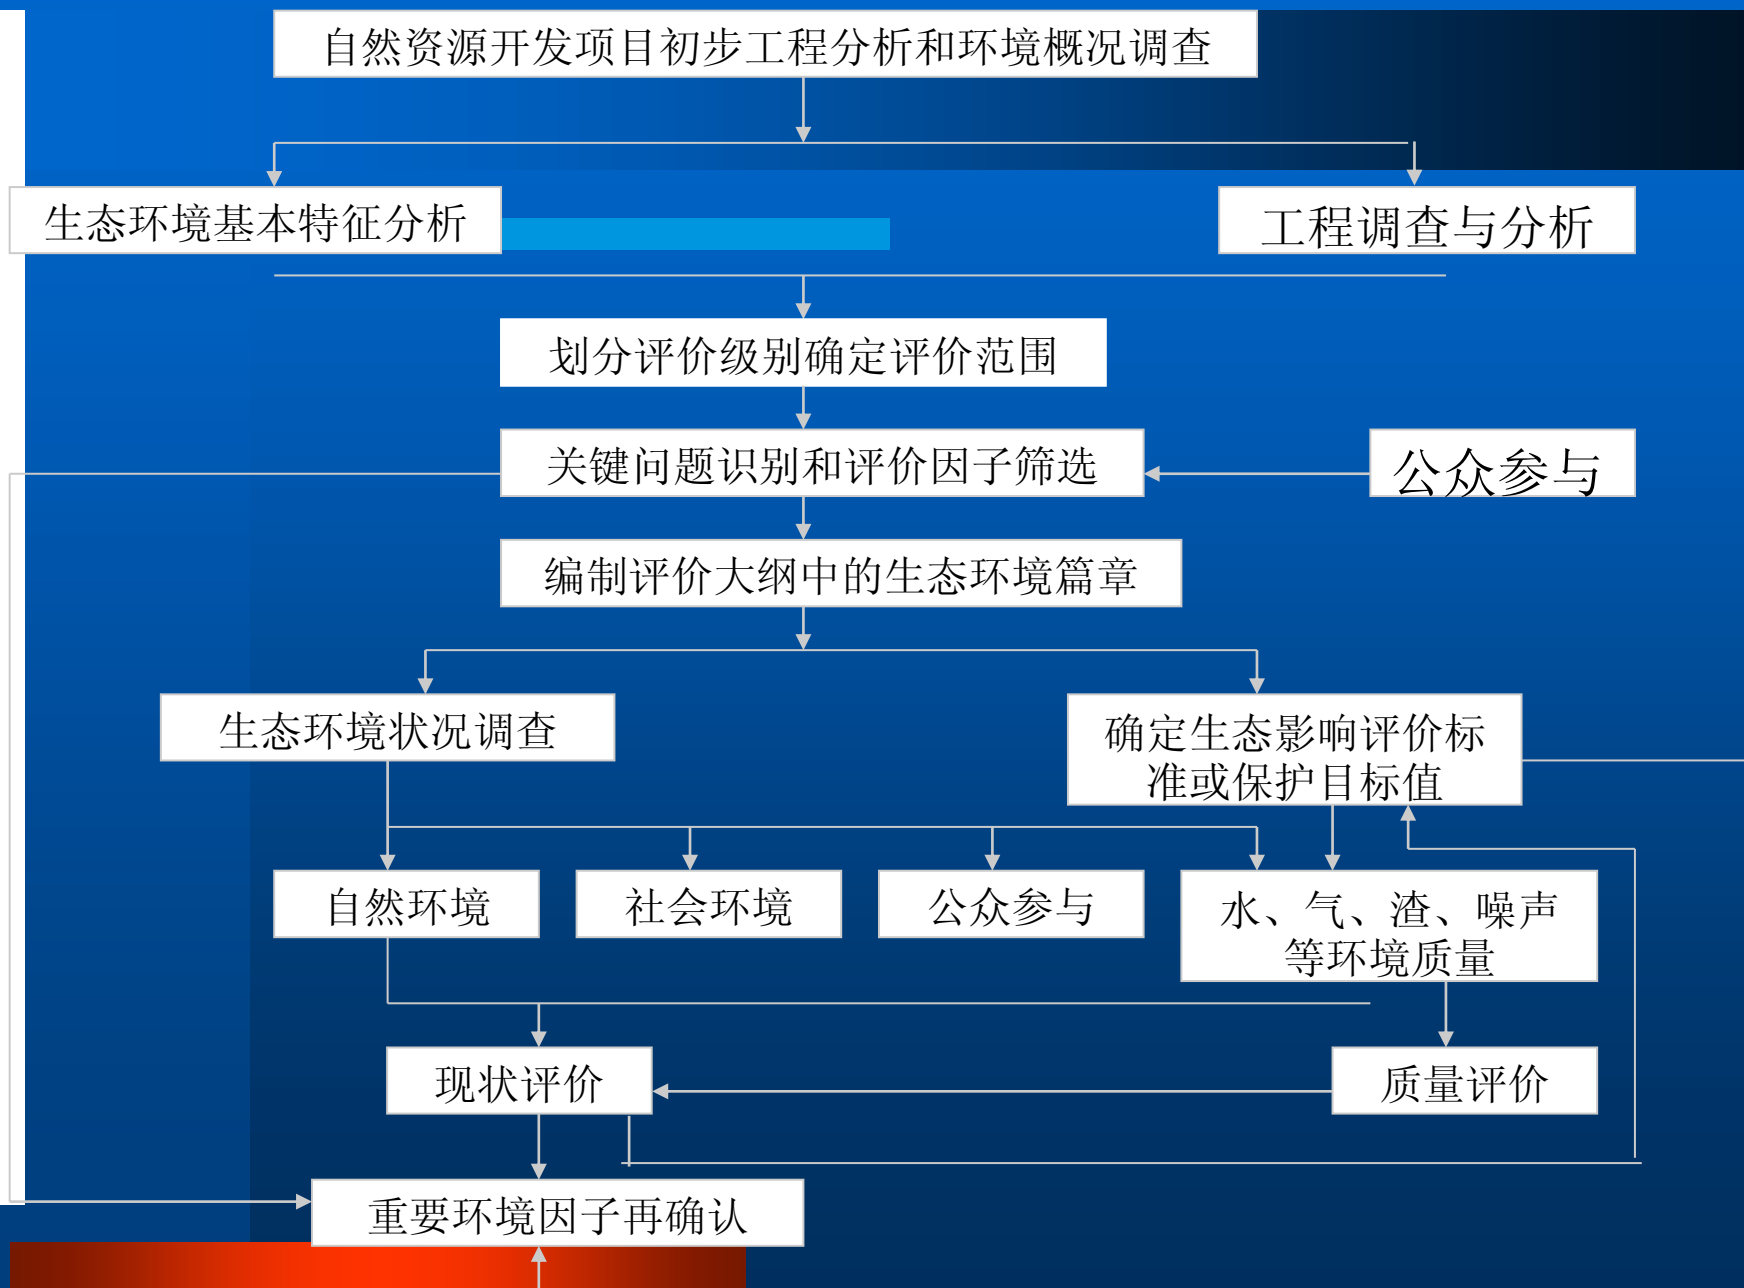 自然资源开发项目初步工程分析和环境概况调查
生态环境基本特征分析
工程调查与分析
划分评价级别确定评价范围
关键问题识别和评价因子筛选
公众参与
编制评价大纲中的生态环境篇章
生态环境状况调查
确定生态影响评价标
准或保护目标值
自然环境
社会环境
公众参与
水、气、渣、噪声
等环境质量
现状评价
质量评价
重要环境因子再确认